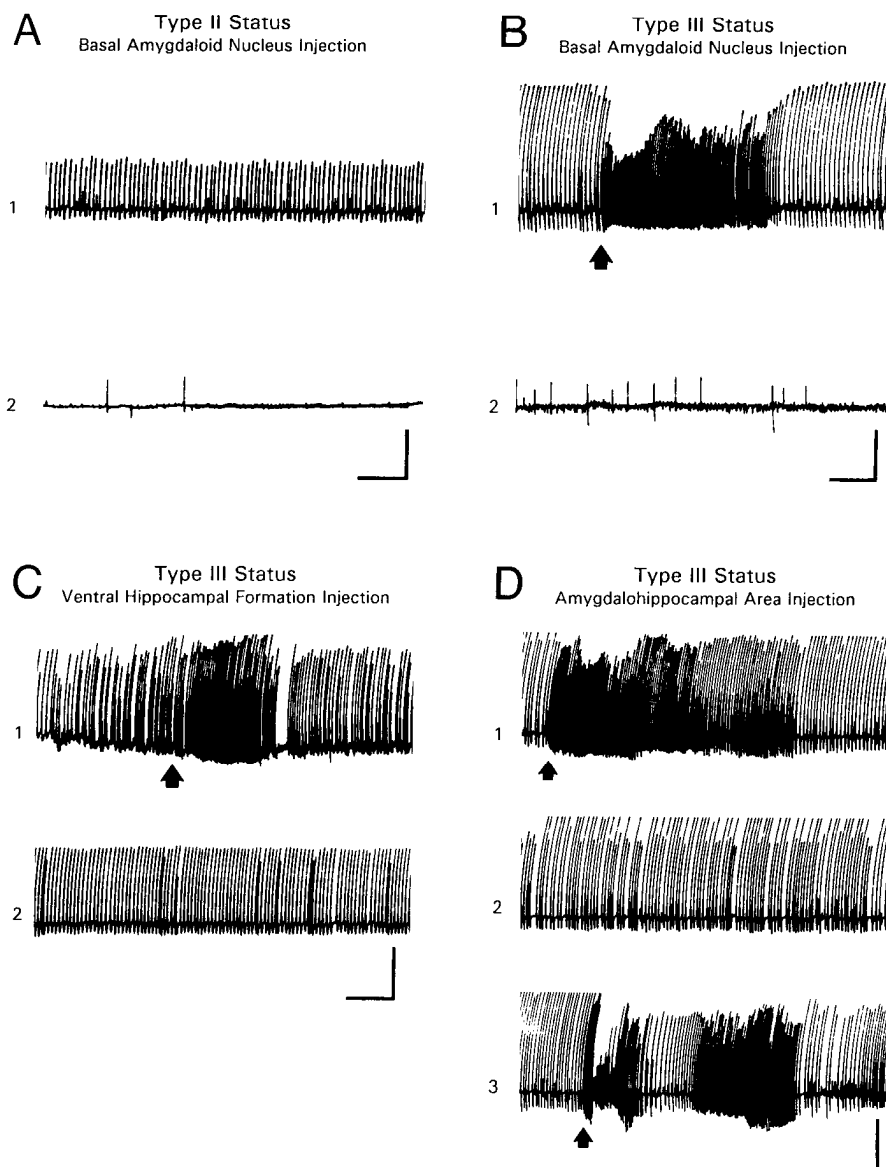 A
Type II Status
Basal Amygdaloid Nucleus Injection
1
2
B
Type III Status
Basal Amygdaloid Nucleus Injection
1
2
C
Type III Status
Ventral Hippocampal Formation Injection
1
2
D
Type III Status
Amygdalohippocampal Area Injection
1
2
3